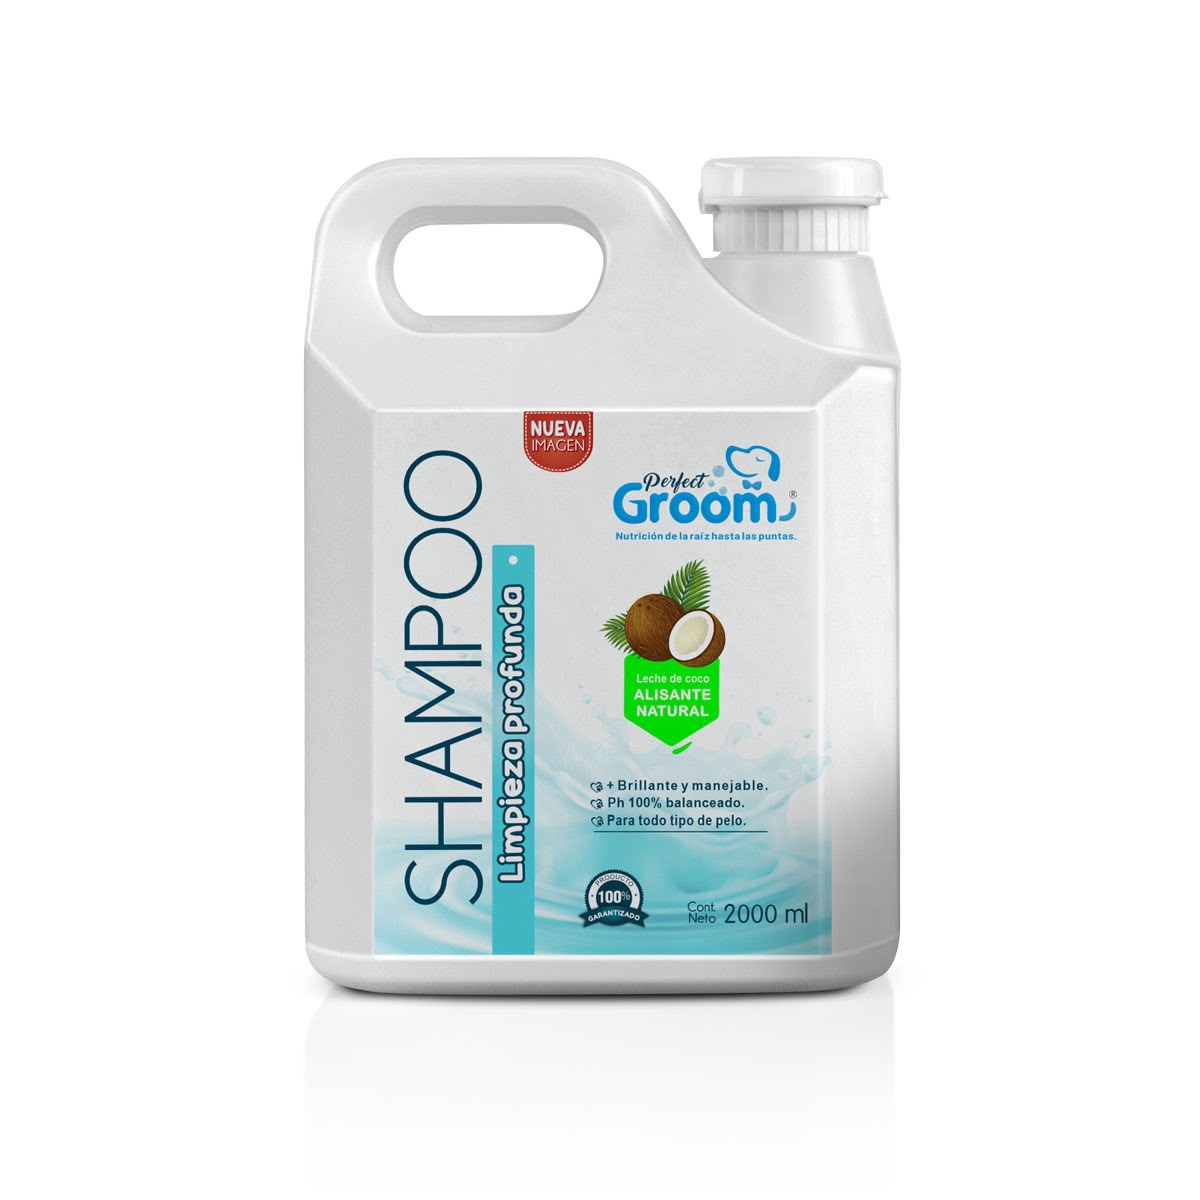 NUEVA
IMAGEN
SHAMPOO
Limpieza profunda
Perfect
Groom ®
Nutrición de la raíz hasta las puntas.
Leche de coco
ALISANTE
NATURAL
+ Brillante y manejable.
Ph 100% balanceado.
Para todo tipo de pelo.
PRODUCTO
100%
GARANTIZADO
Cont.
Neto 2000 ml